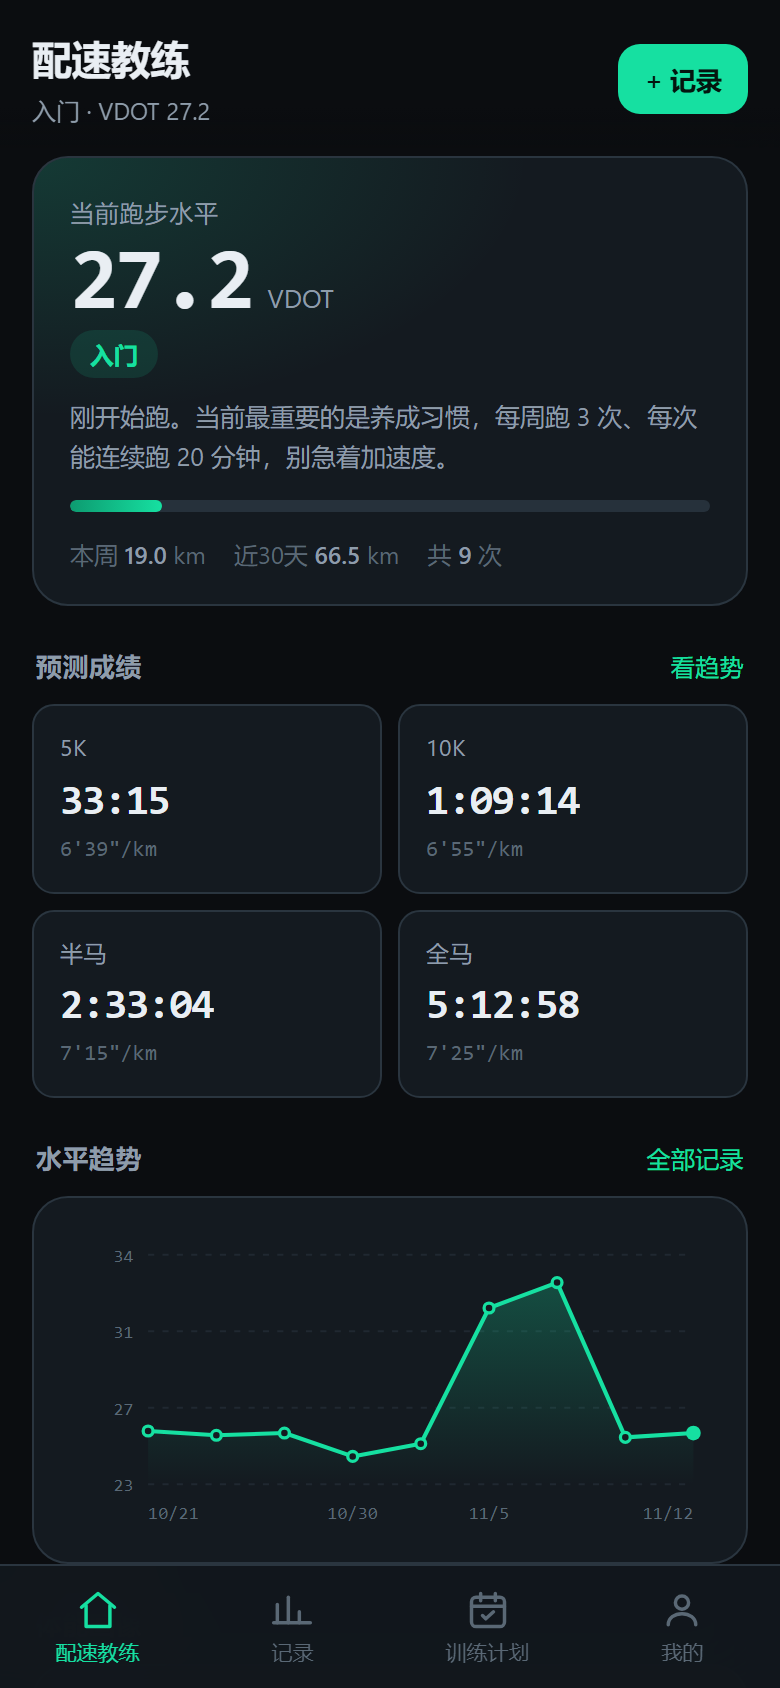 配速教练
入门 · VDOT 27.2
+ 记录
当前跑步水平
27.2 VDOT
入门
刚开始跑。当前最重要的是养成习惯，每周跑 3 次、每次
能连续跑 20 分钟，别急着加速度。
本周 19.0 km 近30天 66.5 km 共 9 次
预测成绩 看趋势
5K
33:15
6'39"/km
10K
1:09:14
6'55"/km
半马
2:33:04
7'15"/km
全马
5:12:58
7'25"/km
水平趋势 全部记录
34
31
27
23
10/21 10/30 11/5 11/12
配速教练 记录 训练计划 我的